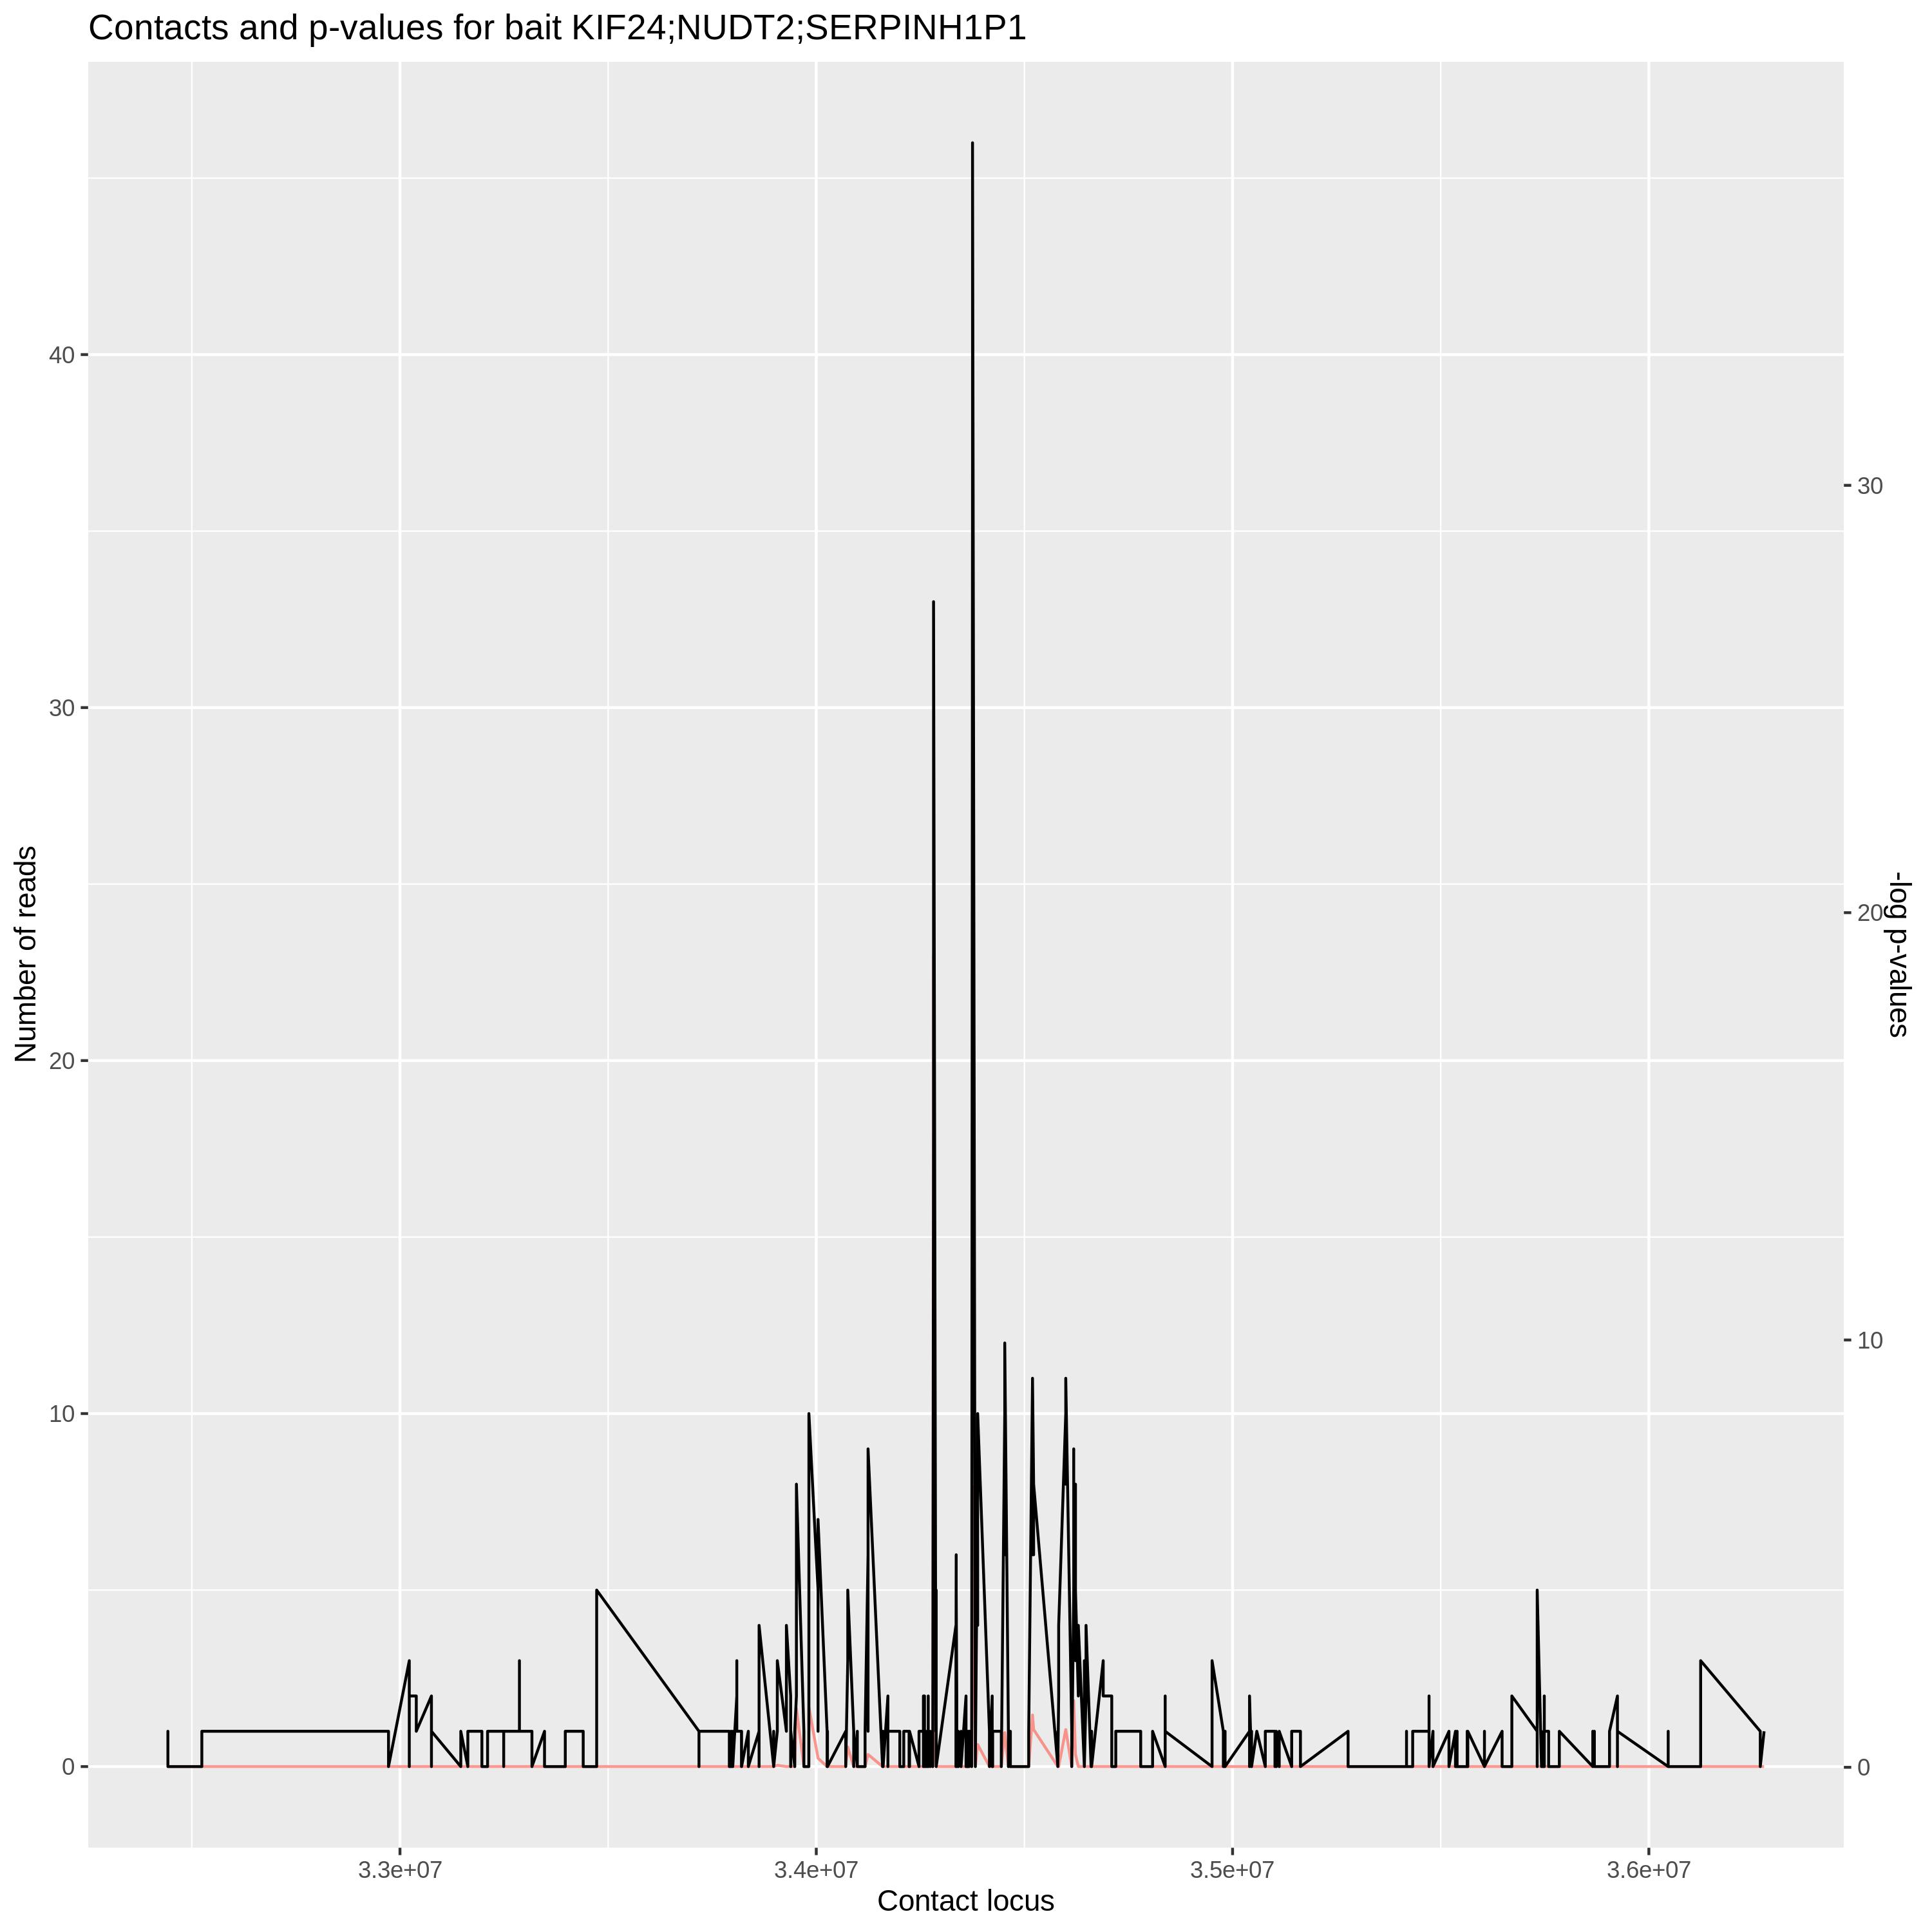 Contacts and p-values for bait KIF24;NUDT2;SERPINH1P1
Number of reads
40
30
20
10
0
30
20
10
0
-log p-values
3.3e+07 3.4e+07 3.5e+07 3.6e+07
Contact locus